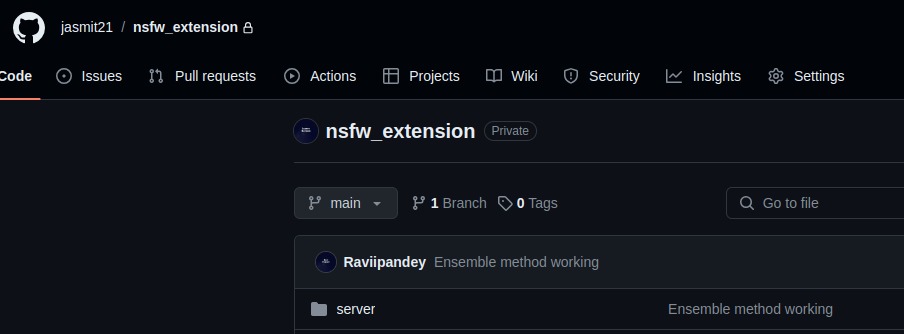 jasmit21 / nsfw_extension
Code Issues Pull requests Actions Projects Wiki Security Insights Settings
nsfw_extension Private
main 1 Branch 0 Tags Go to file
Raviipandey Ensemble method working
server Ensemble method working